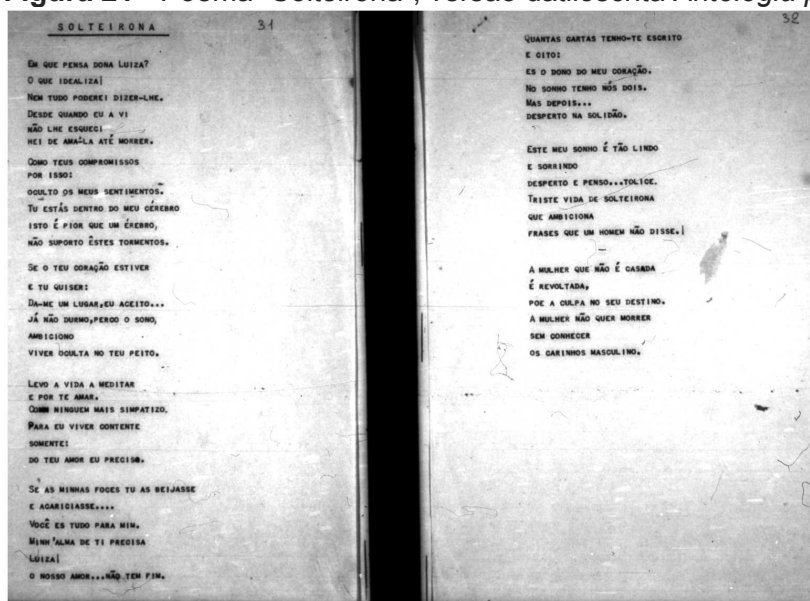 Poema "Solteirona", versão datiloscrita Antologia
SOLTEIRONA 31
EM QUE PENSA DONA LUIZA?
O QUE IDEALIZA!
NEM TUDO PODEREI DIZER-LHE.
DESDE QUANDO EU A VI
NÃO LHE ESQUECI
HEI DE AMA-LA ATÉ MORRER.
COMO TEUS COMPROMISSOS
POR ISSO:
OCULTO OS MEUS SENTIMENTOS.
TU ESTÁS DENTRO DO MEU CÉREBRO
ISTO É PIOR QUE UM ÉREBRO,
NÃO SUPORTO ÊSTES TORMENTOS.
SE O TEU CORAÇÃO ESTIVER
E TU QUISER:
DA-ME UM LUGAR,EU ACEITO...
JÁ NÃO DURMO,PERCO O SONO,
AMBICIONO
VIVER OCULTA NO TEU PEITO.
LEVO A VIDA A MEDITAR
E POR TE AMAR.
COM NINGUEM MAIS SIMPATIZO.
PARA EU VIVER CONTENTE
SOMENTE:
DO TEU AMOR EU PRECISO.
SE AS MINHAS FOCES TU AS BEIJASSE
E ACARICIASSE....
VOCÊ ES TUDO PARA MIM.
MINH'ALMA DE TI PRECISA
LUIZA!
O NOSSO AMOR...NÃO TEM FIM.
32
QUANTAS CARTAS TENHO-TE ESCRITO
E CITO:
ES O DONO DO MEU CORAÇÃO.
NO SONHO TENHO NÓS DOIS.
MAS DEPOIS...
DESPERTO NA SOLIDÃO.
ESTE MEU SONHO É TÃO LINDO
E SORRINDO
DESPERTO E PENSO...TOLICE.
TRISTE VIDA DE SOLTEIRONA
QUE AMBICIONA
FRASES QUE UM HOMEM NÃO DISSE.!
A MULHER QUE NÃO É CASADA
É REVOLTADA,
POE A CULPA NO SEU DESTINO.
A MULHER NÃO QUER MORRER
SEM CONHECER
OS CARINHOS MASCULINO.